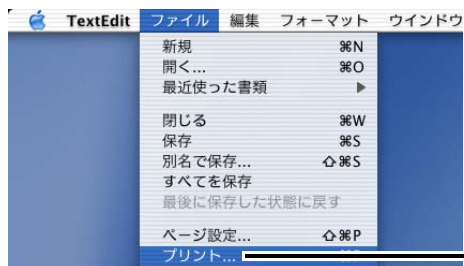 TextEdit ファイル 編集 フォーマット ウインドウ
新規 ⌘N
開く... ⌘O
最近使った書類 ▶
閉じる ⌘W
保存 ⌘S
別名で保存... ⇧⌘S
すべてを保存
最後に保存した状態に戻す
ページ設定... ⇧⌘P
プリント...